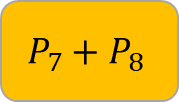 P₇ + P₈